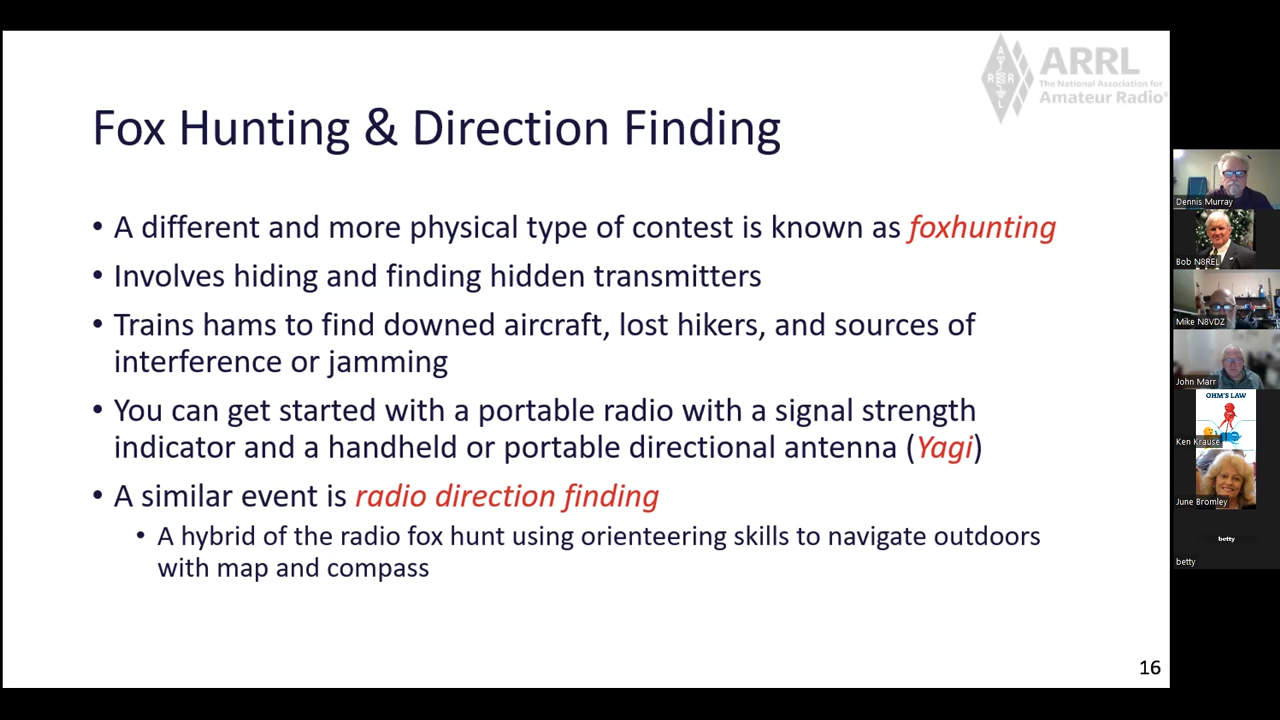 ARRL
The National Association for
Amateur Radio®
Fox Hunting & Direction Finding
• A different and more physical type of contest is known as foxhunting
• Involves hiding and finding hidden transmitters
• Trains hams to find downed aircraft, lost hikers, and sources of
interference or jamming
• You can get started with a portable radio with a signal strength
indicator and a handheld or portable directional antenna (Yagi)
• A similar event is radio direction finding
• A hybrid of the radio fox hunt using orienteering skills to navigate outdoors
with map and compass
16
Dennis Murray
Bob N8REL
Mike N8VDZ
John Marr
OHM'S LAW
Ken Krause
June Bromley
betty
betty